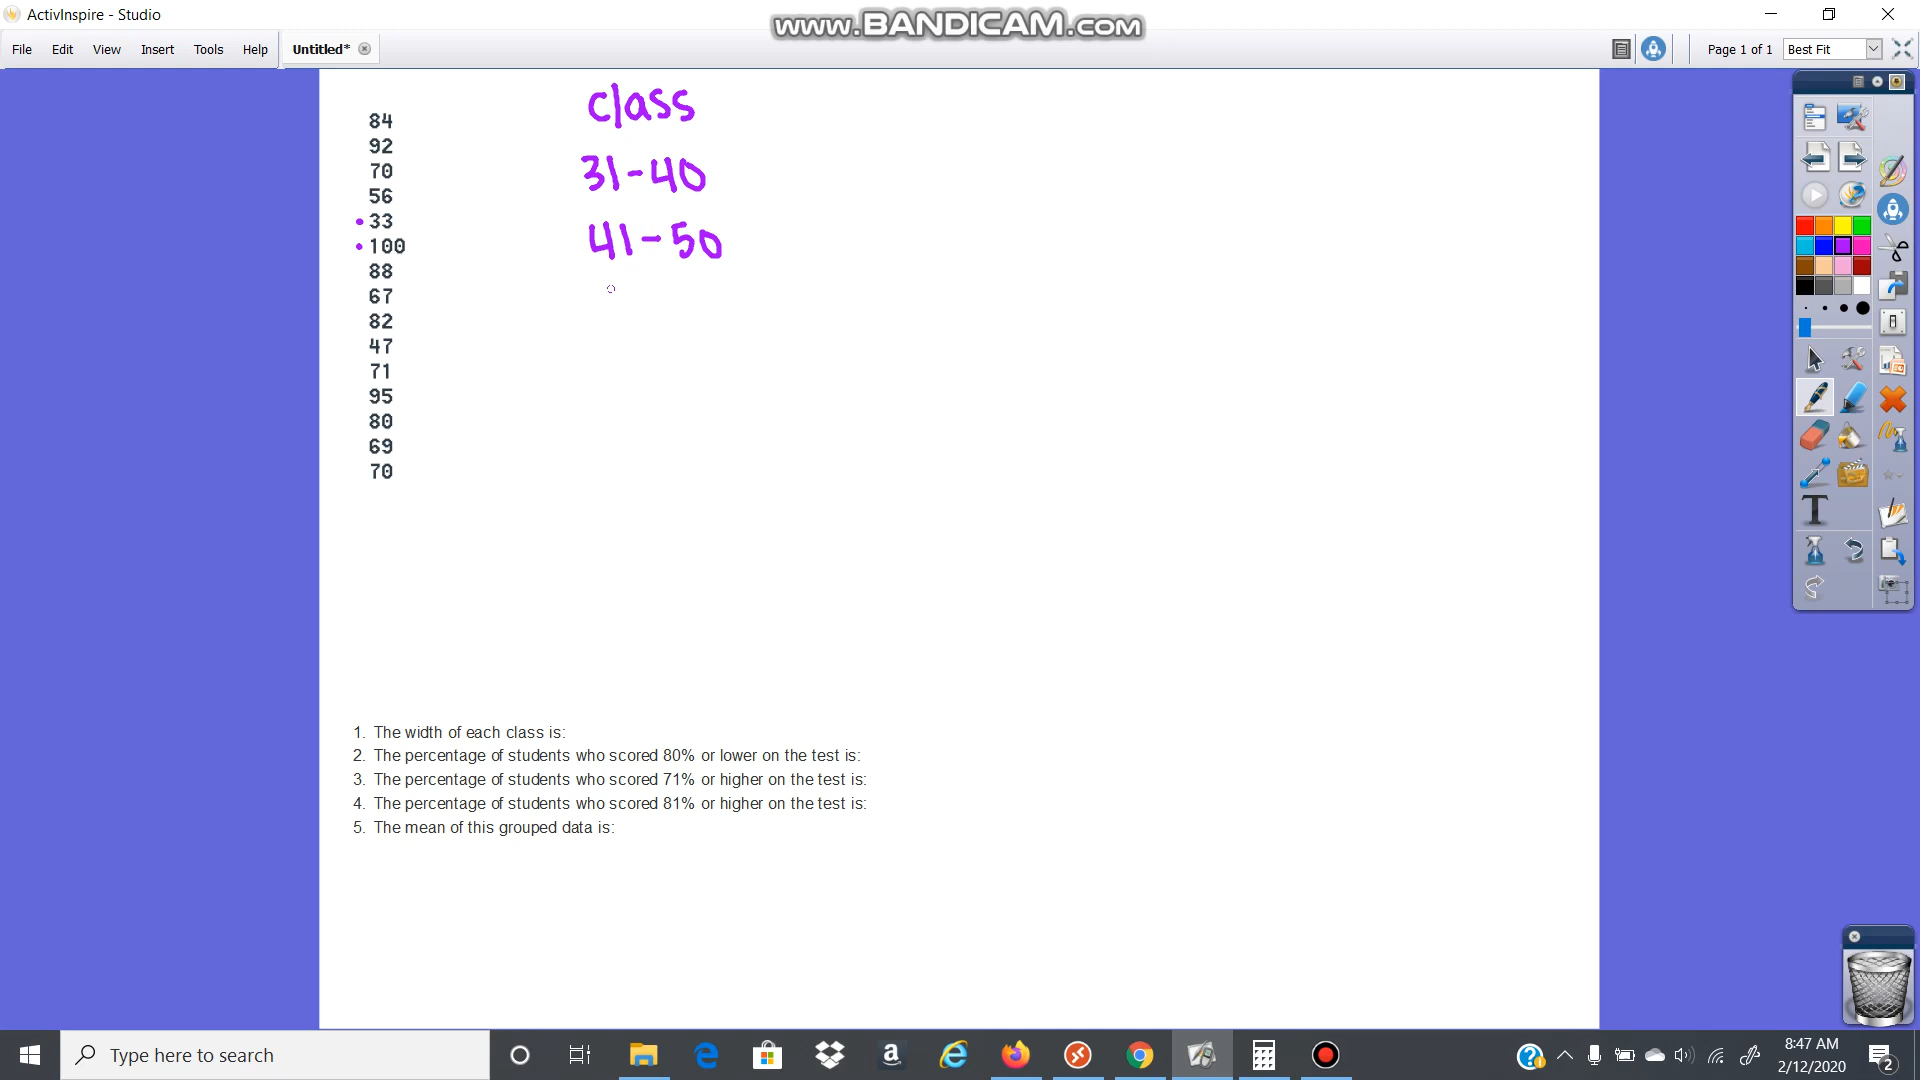 ActivInspire - Studio
www.BANDICAM.com
File Edit View Insert Tools Help Untitled*
Page 1 of 1 Best Fit
class
84
92
70
31-40
56
33
41-50
100
88
67
82
47
71
95
80
69
70
T
1. The width of each class is:
2. The percentage of students who scored 80% or lower on the test is:
3. The percentage of students who scored 71% or higher on the test is:
4. The percentage of students who scored 81% or higher on the test is:
5. The mean of this grouped data is:
Type here to search
8:47 AM
2/12/2020
2